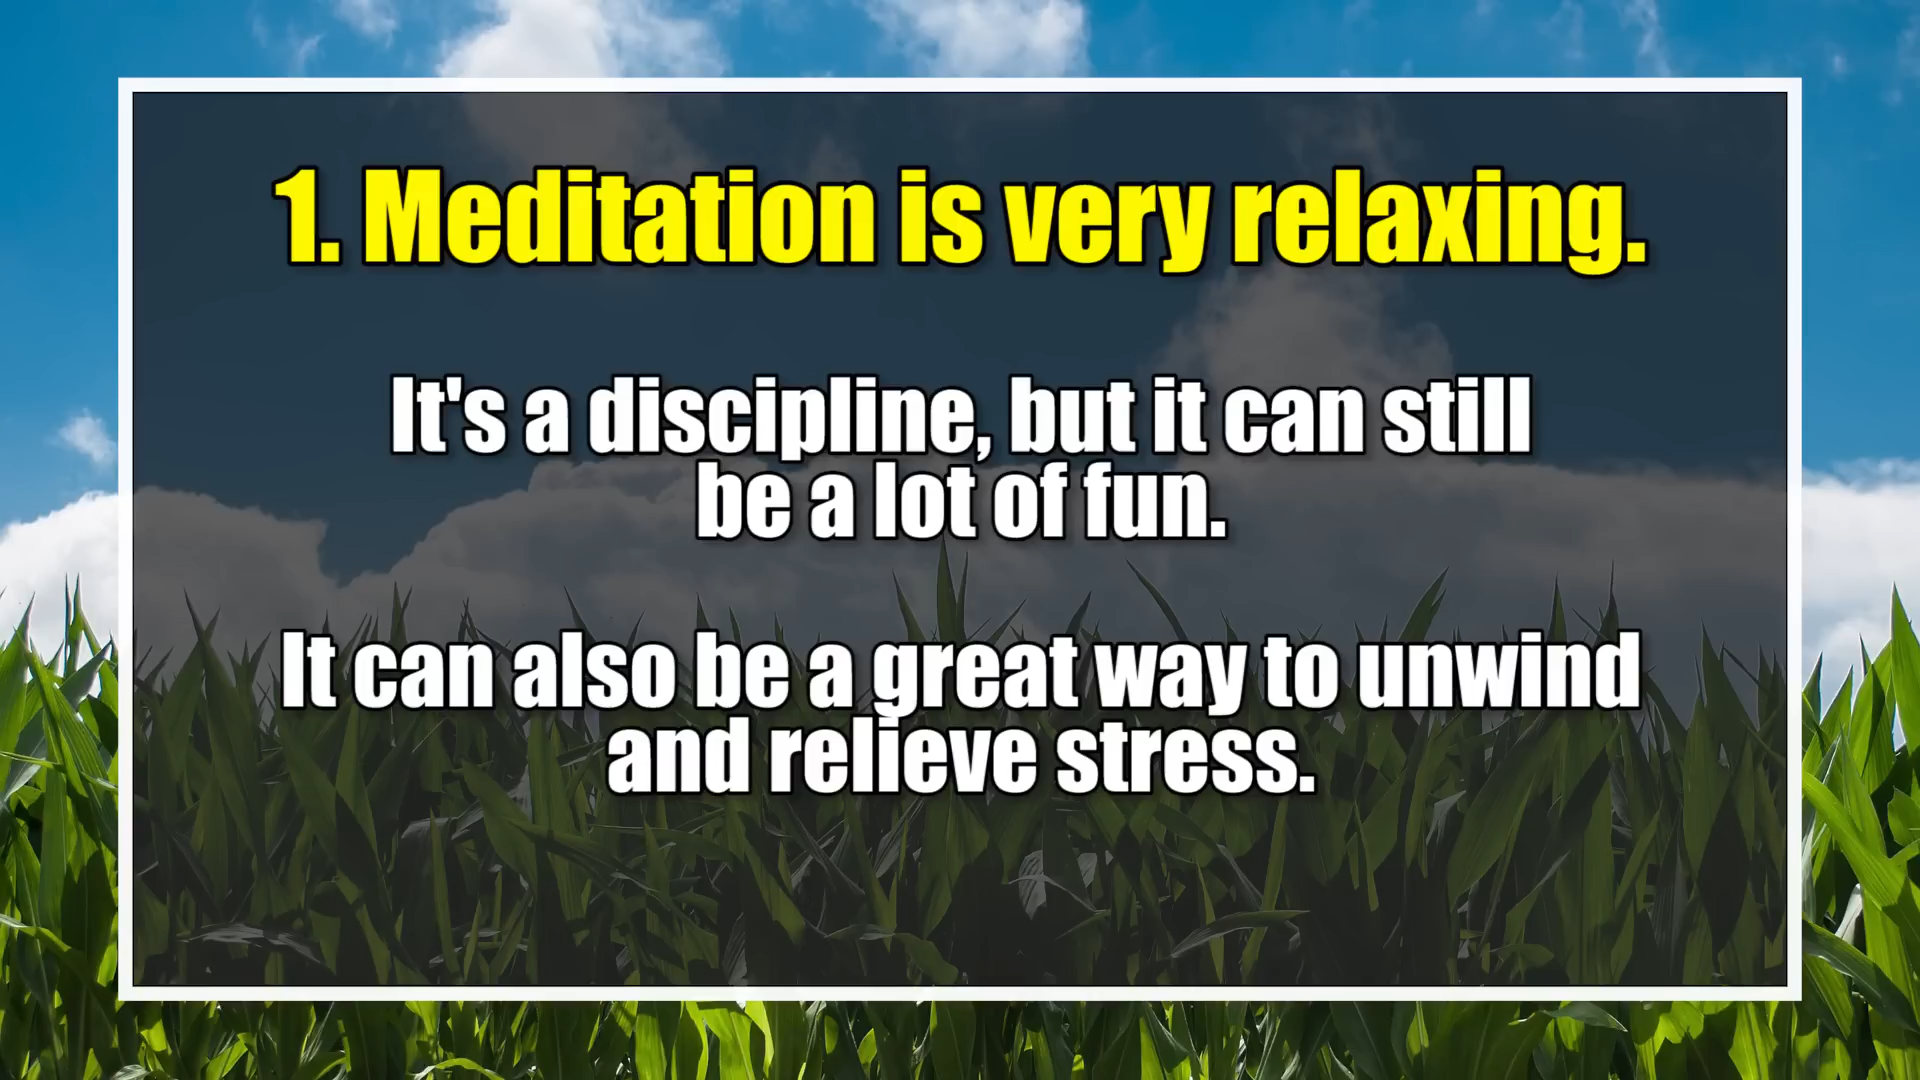 1. Meditation is very relaxing.
It's a discipline, but it can still
be a lot of fun.
It can also be a great way to unwind
and relieve stress.